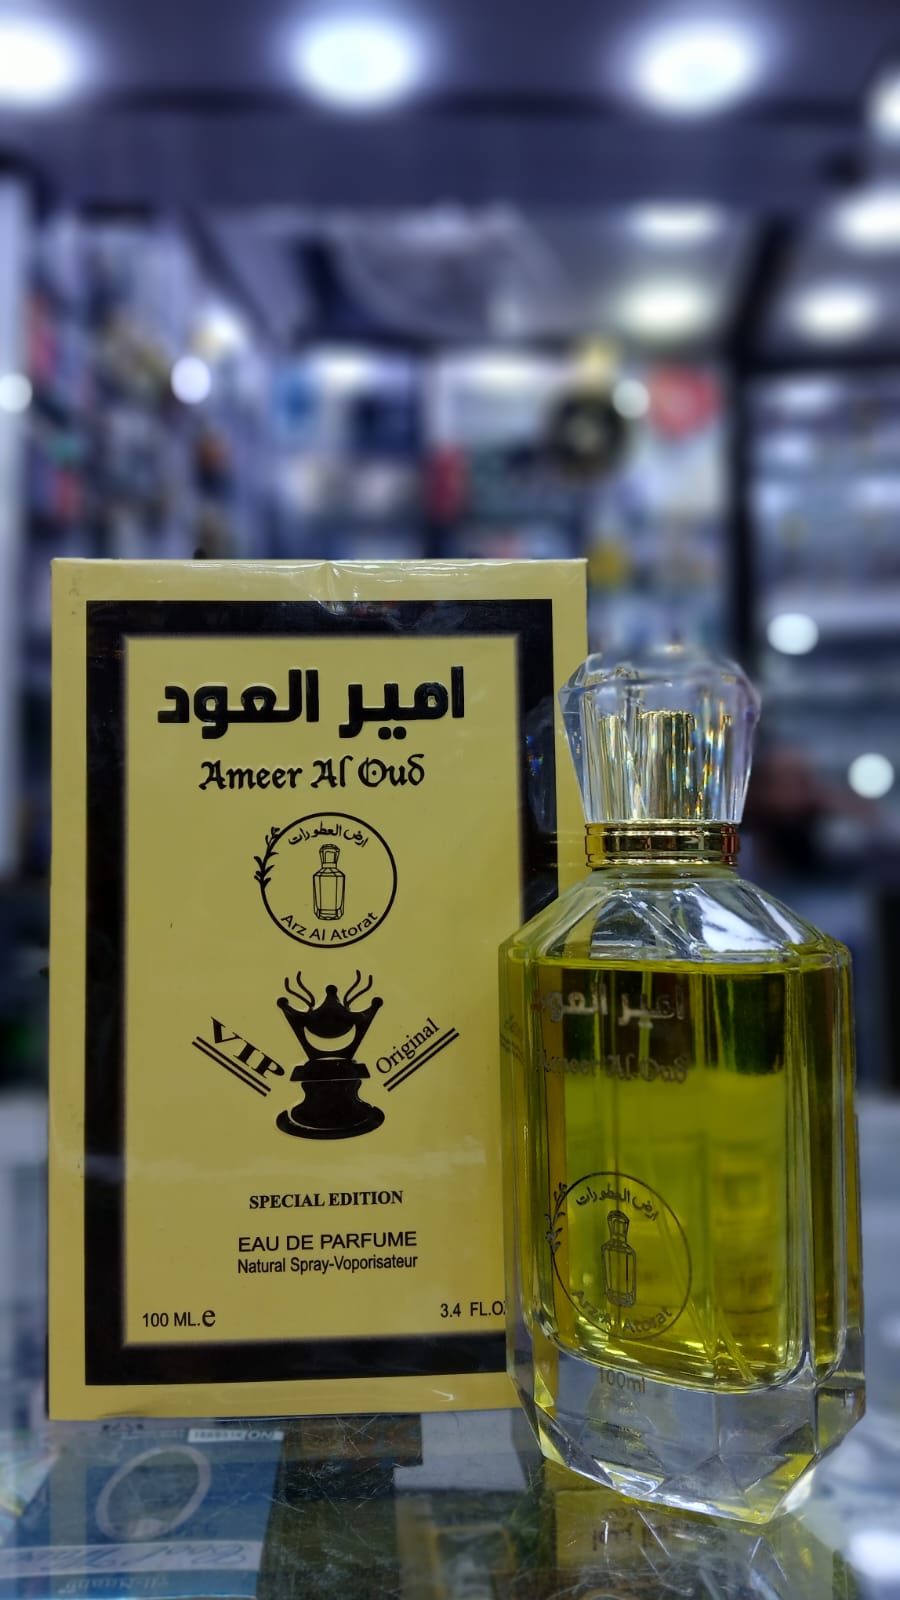 امير العود
Ameer Al Oud
ارض العطورات
Arz Al Atorat
VIP
Original
SPECIAL EDITION
EAU DE PARFUME
Natural Spray-Voporisateur
100 ML.e
3.4 FL.O
امير العود
Ameer Al Oud
ارض العطورات
Arz Al Atorat
100ml